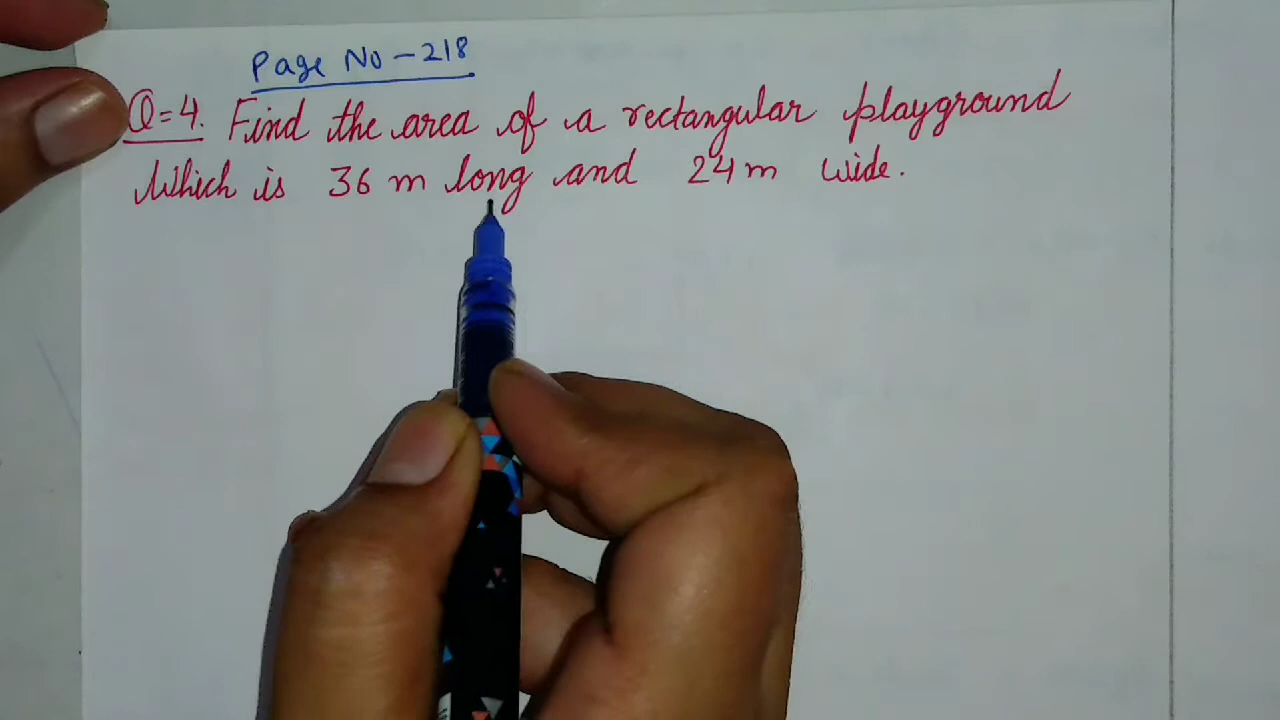 Page No - 218
Q=4. Find the area of a rectangular playground
Which is 36 m long and 24 m wide.